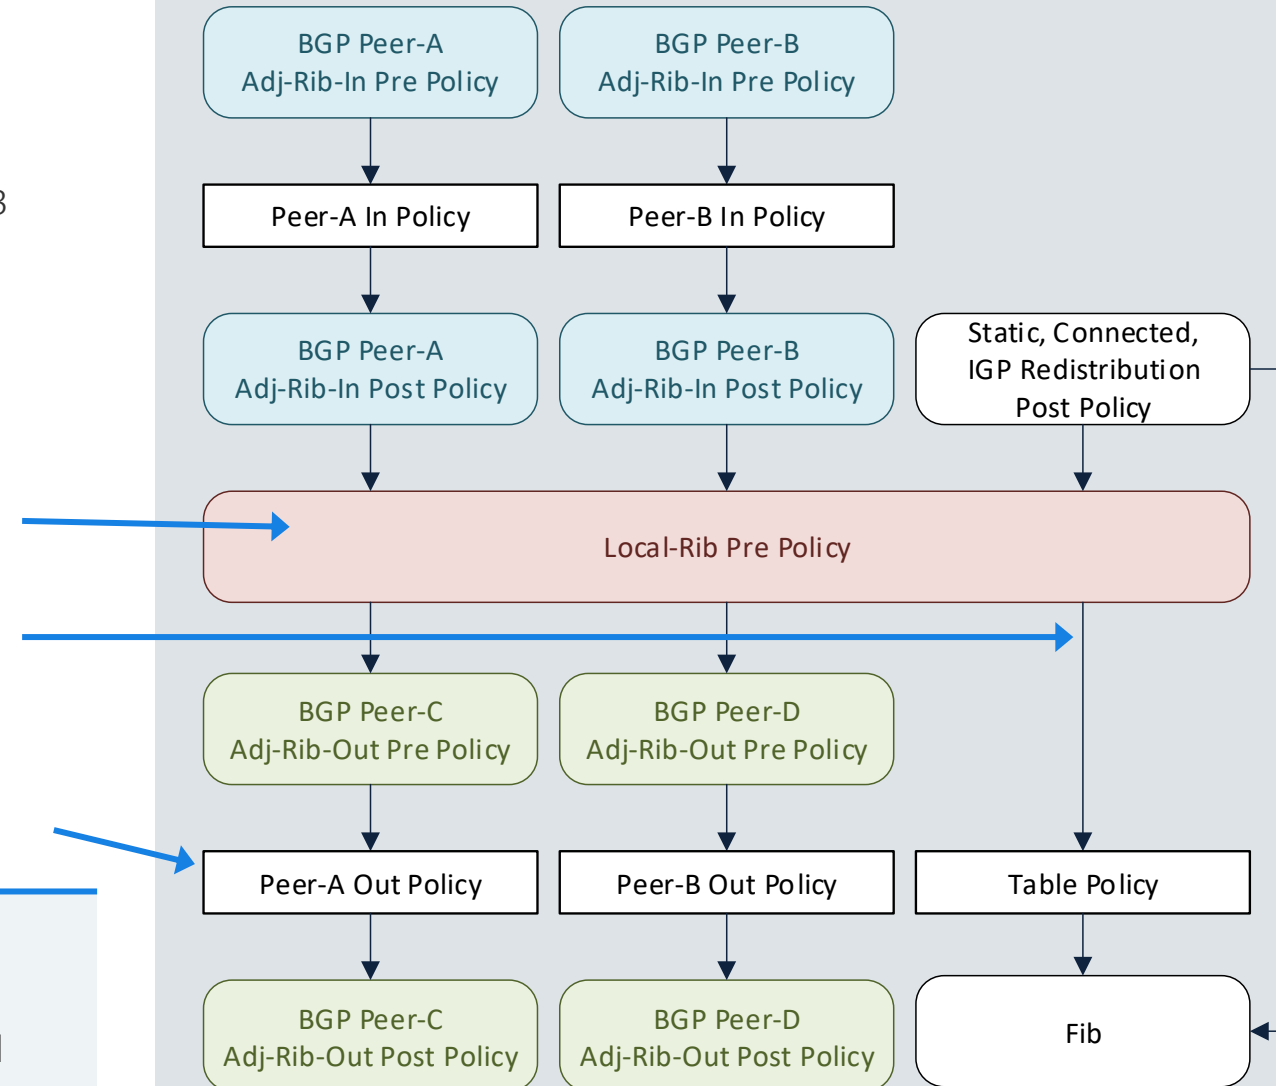 BGP Peer-A
Adj-Rib-In Pre Policy
BGP Peer-B
Adj-Rib-In Pre Policy
Peer-A In Policy
Peer-B In Policy
BGP Peer-A
Adj-Rib-In Post Policy
BGP Peer-B
Adj-Rib-In Post Policy
Static, Connected,
IGP Redistribution
Post Policy
Local-Rib Pre Policy
BGP Peer-C
Adj-Rib-Out Pre Policy
BGP Peer-D
Adj-Rib-Out Pre Policy
Peer-A Out Policy
Peer-B Out Policy
Table Policy
BGP Peer-C
Adj-Rib-Out Post Policy
BGP Peer-D
Adj-Rib-Out Post Policy
Fib